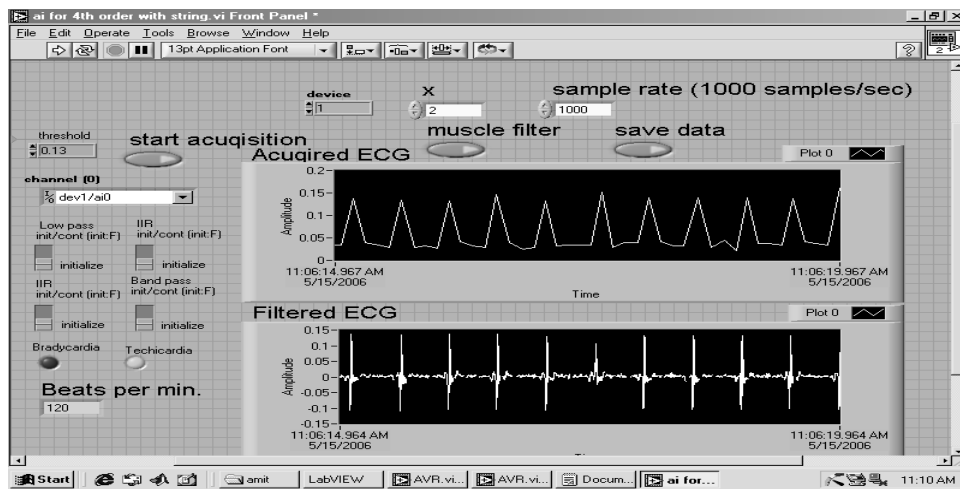 ai for 4th order with string.vi Front Panel *
File Edit Operate Tools Browse Window Help
13pt Application Font
2
device
1
x
2
sample rate (1000 samples/sec)
1000
threshold
0.13
start acuqisition
muscle filter
save data
Acuqired ECG
Plot 0
channel (0)
dev1/ai0
Low pass
init/cont (init:F)
initialize
IIR
init/cont (init:F)
initialize
IIR
init/cont (init:F)
initialize
Band pass
init/cont (init:F)
initialize
Amplitude
0.2
0.15
0.1
0.05
0
11:06:14.967 AM
5/15/2006
11:06:19.967 AM
5/15/2006
Time
Filtered ECG
Plot 0
Amplitude
0.15
0.1
0.05
0
-0.05
-0.1
-0.15
11:06:14.964 AM
5/15/2006
11:06:19.964 AM
5/15/2006
Bradycardia
Techicardia
Beats per min.
120
Start
amit
LabVIEW
AVR.vi...
AVR.vi...
Docum...
ai for...
11:10 AM